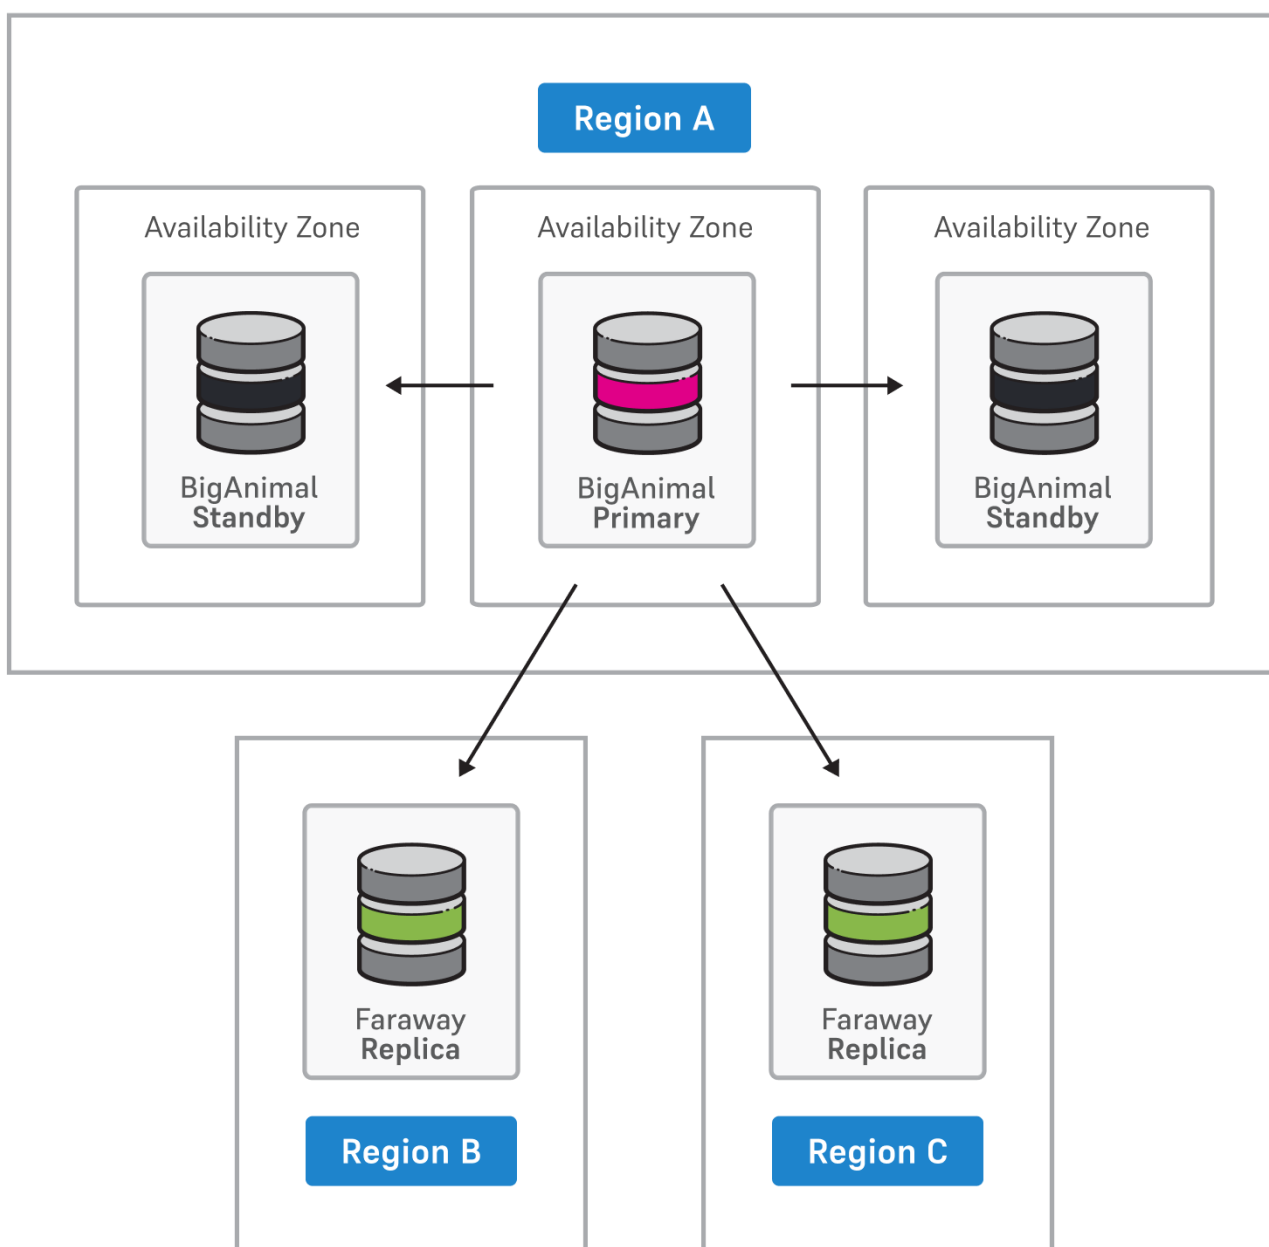 Region A
Availability Zone
Availability Zone
Availability Zone
BigAnimal
Standby
BigAnimal
Primary
BigAnimal
Standby
Faraway
Replica
Faraway
Replica
Region B
Region C